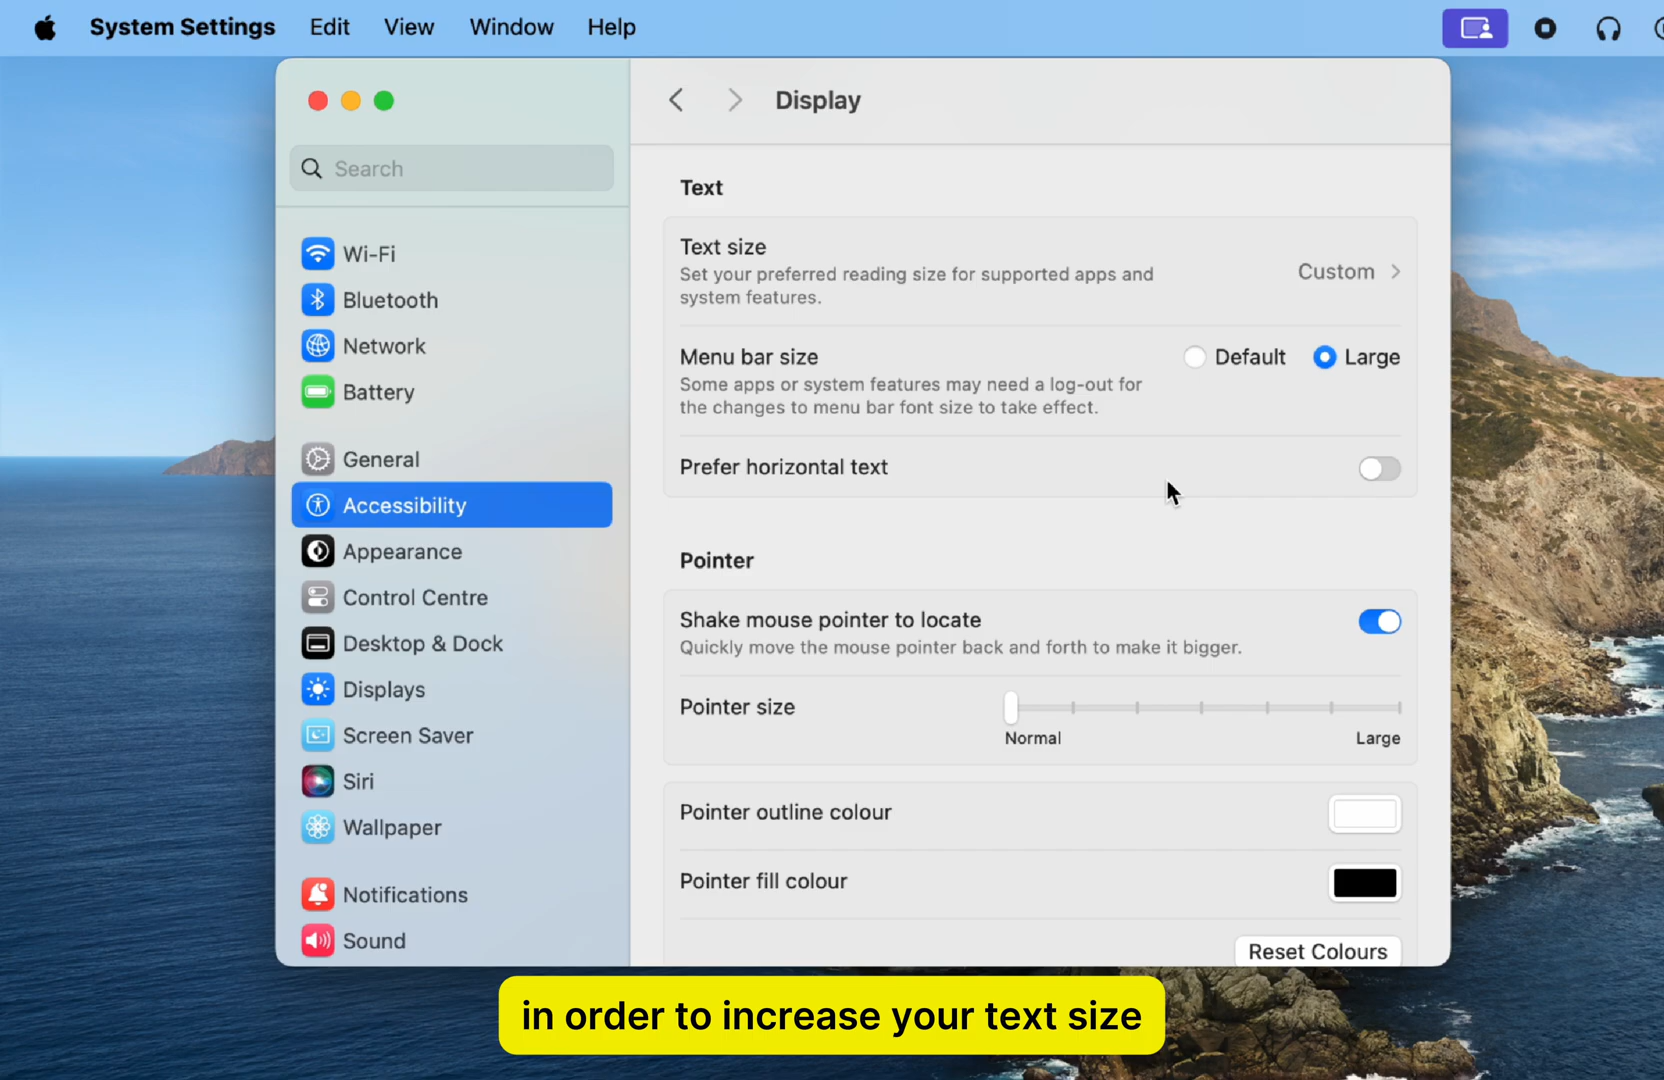 System Settings Edit View Window Help
Display
Search
Wi-Fi
Bluetooth
Network
Battery
General
Accessibility
Appearance
Control Centre
Desktop & Dock
Displays
Screen Saver
Siri
Wallpaper
Notifications
Sound
Text
Text size
Set your preferred reading size for supported apps and
system features.
Custom
Menu bar size
Some apps or system features may need a log-out for
the changes to menu bar font size to take effect.
Default Large
Prefer horizontal text
Pointer
Shake mouse pointer to locate
Quickly move the mouse pointer back and forth to make it bigger.
Pointer size
Normal Large
Pointer outline colour
Pointer fill colour
Reset Colours
in order to increase your text size